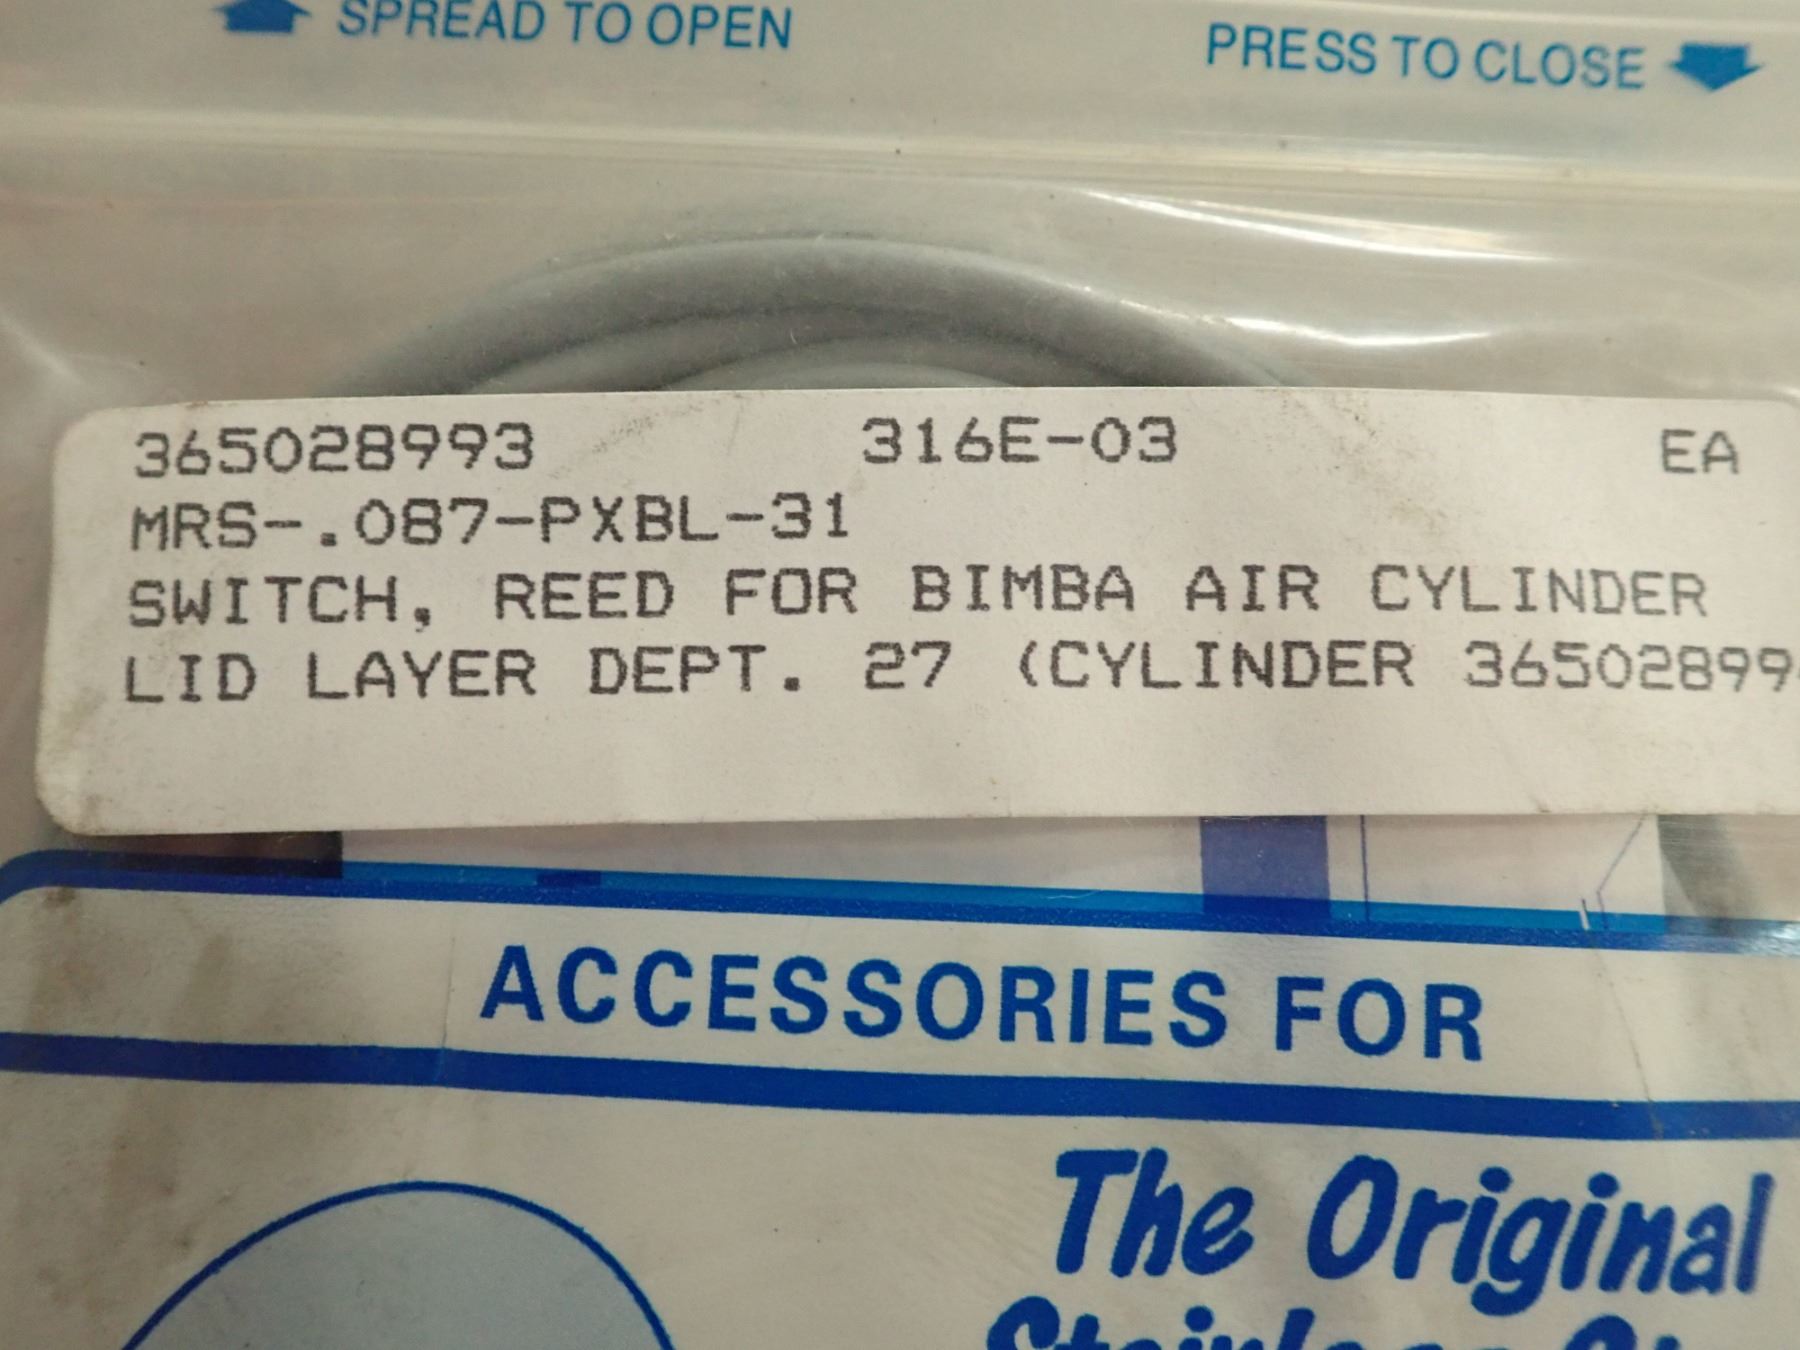 SPREAD TO OPEN
PRESS TO CLOSE
365028993 316E-03 EA
MRS-.087-PXBL-31
SWITCH, REED FOR BIMBA AIR CYLINDER
LID LAYER DEPT. 27 (CYLINDER 36502899
ACCESSORIES FOR
The Original